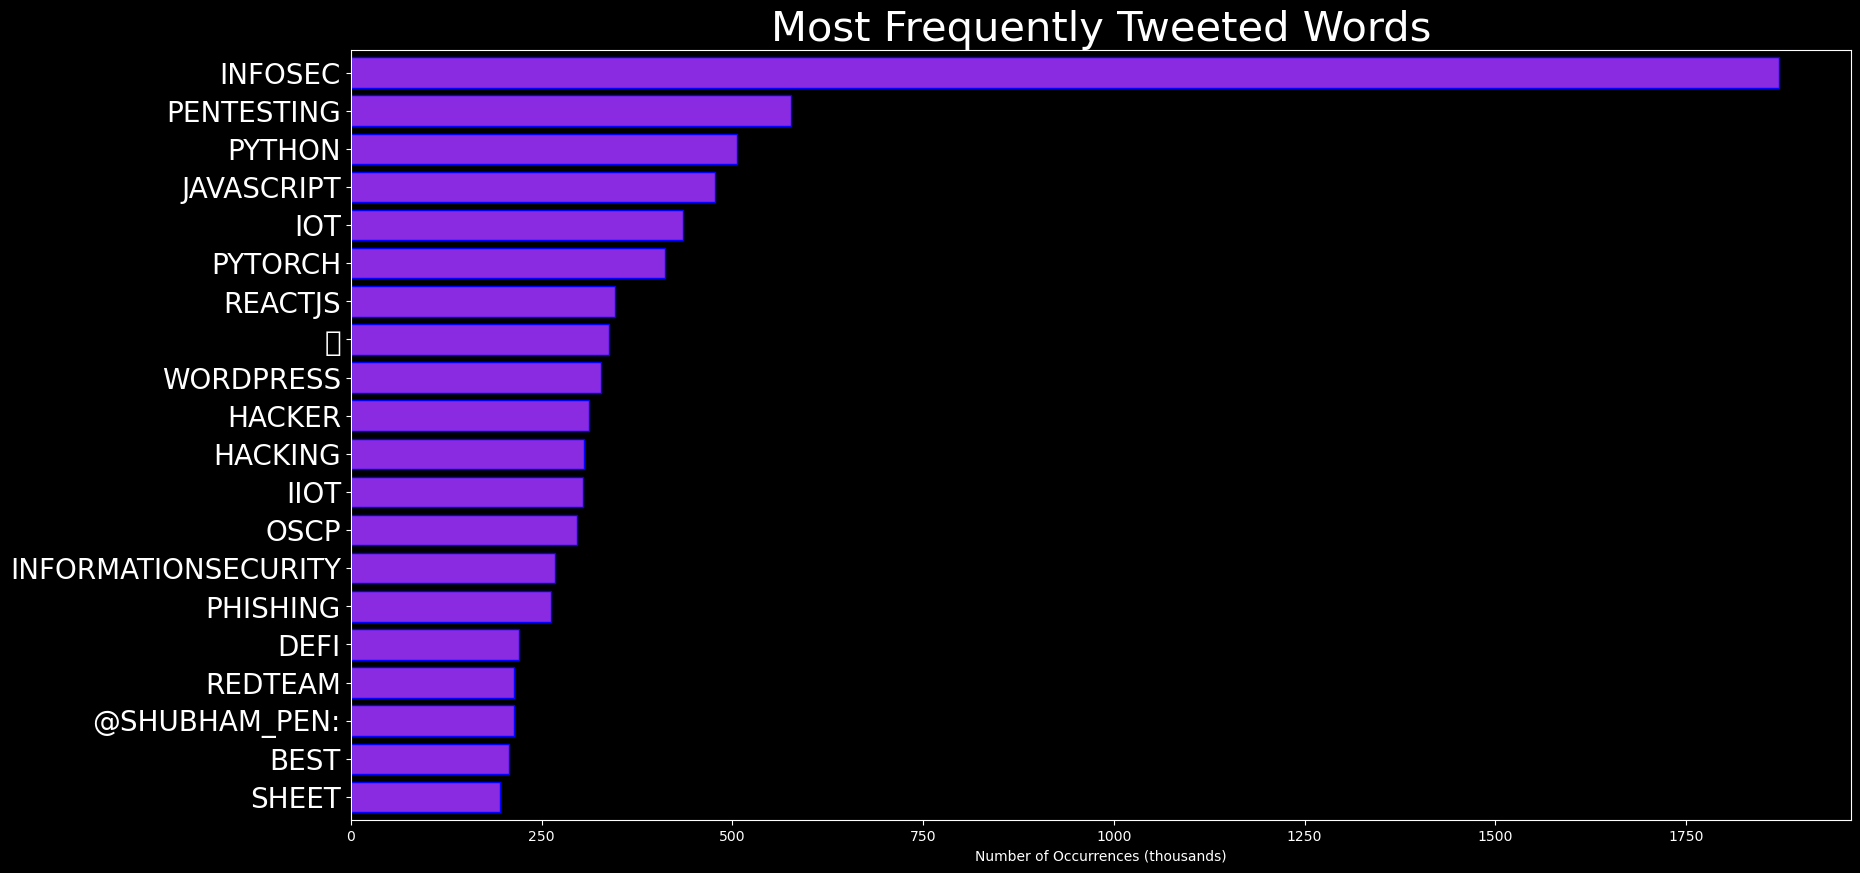 Most Frequently Tweeted Words
INFOSEC
PENTESTING
PYTHON
JAVASCRIPT
IOT
PYTORCH
REACTJS
WORDPRESS
HACKER
HACKING
IIOT
OSCP
INFORMATIONSECURITY
PHISHING
DEFI
REDTEAM
@SHUBHAM_PEN:
BEST
SHEET
0 250 500 750 1000 1250 1500 1750
Number of Occurrences (thousands)